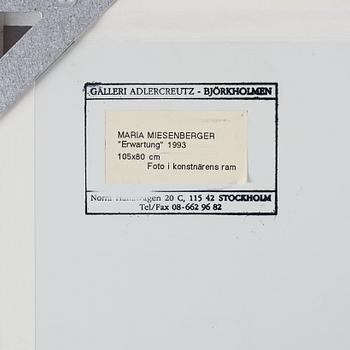 GALLERI ADLERCREUTZ - BJÖRKHOLMEN
MARIA MIESENBERGER
"Erwartung" 1993
105x80 cm
Foto i konstnärens ram
Norra 20 C, 115 42 STOCKHOLM
Tel/Fax 08-662 96 82